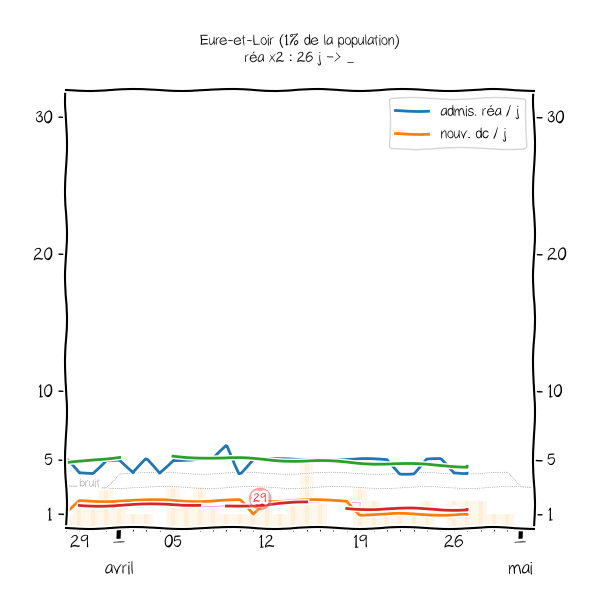 Eure-et-Loir (1% de la population)
réa x2 : 26 j -> _
admis. réa / j
nouv. dc / j
30
30
20
20
10
10
5
5
bruit
29
1
1
29
05
12
19
26
avril
mai